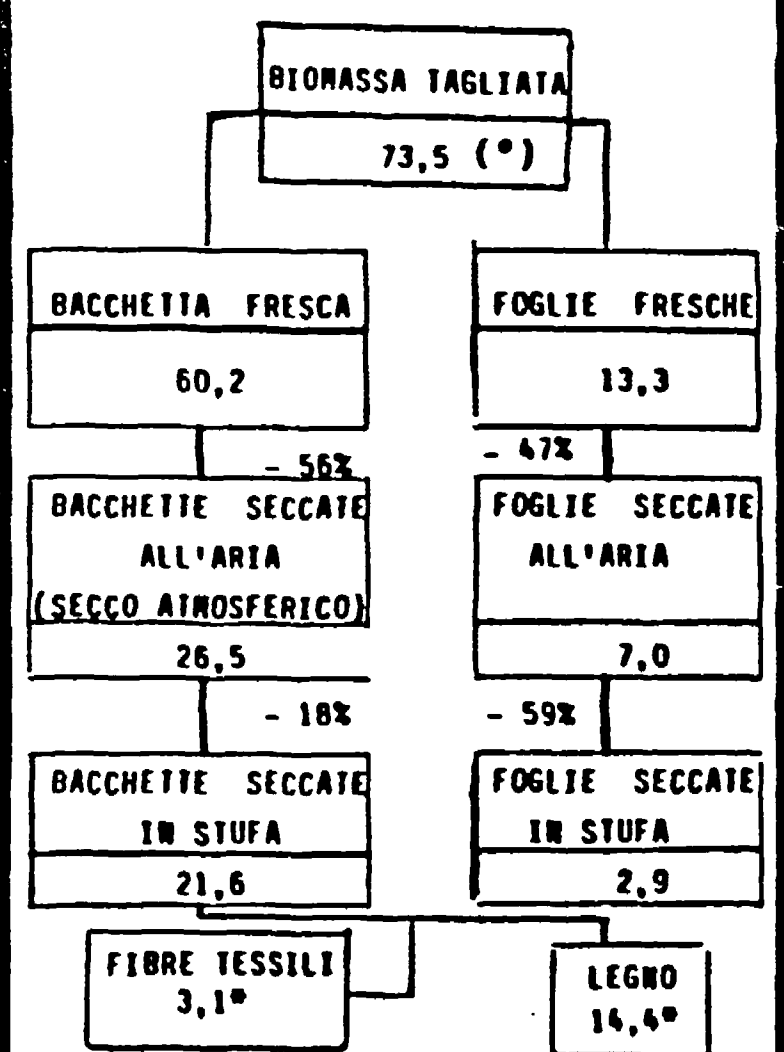 BIOMASSA TAGLIATA
73,5 (*)
BACCHETTA FRESCA
60,2
FOGLIE FRESCHE
13,3
- 56%
- 47%
BACCHETTE SECCATE
ALL'ARIA
(SECCO ATMOSFERICO)
26,5
FOGLIE SECCATE
ALL'ARIA
7,0
- 18%
- 59%
BACCHETTE SECCATE
IN STUFA
21,6
FOGLIE SECCATE
IN STUFA
2,9
FIBRE TESSILI
3,1*
LEGNO
14,4*